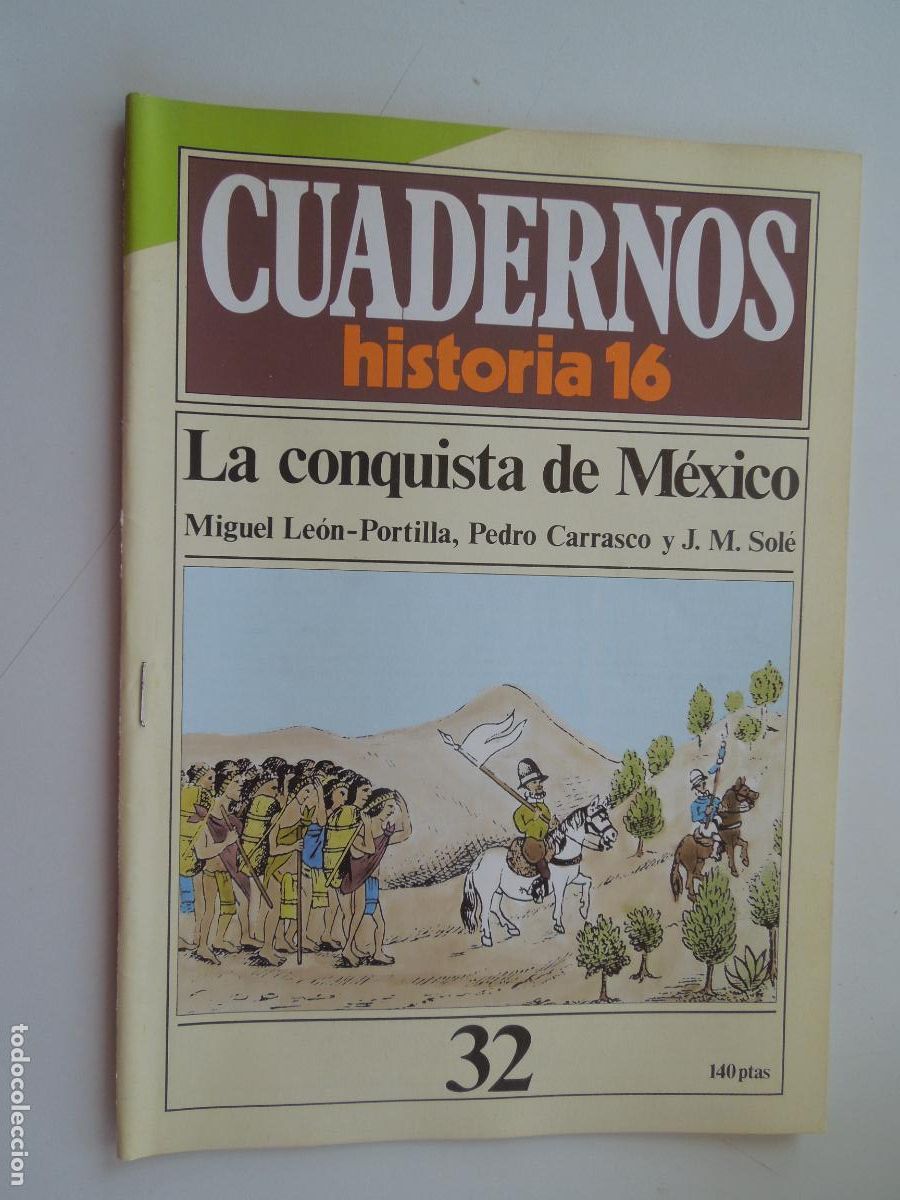 CUADERNOS
historia 16
La conquista de México
Miguel León-Portilla, Pedro Carrasco y J. M. Solé
32
140 ptas
todocoleccion